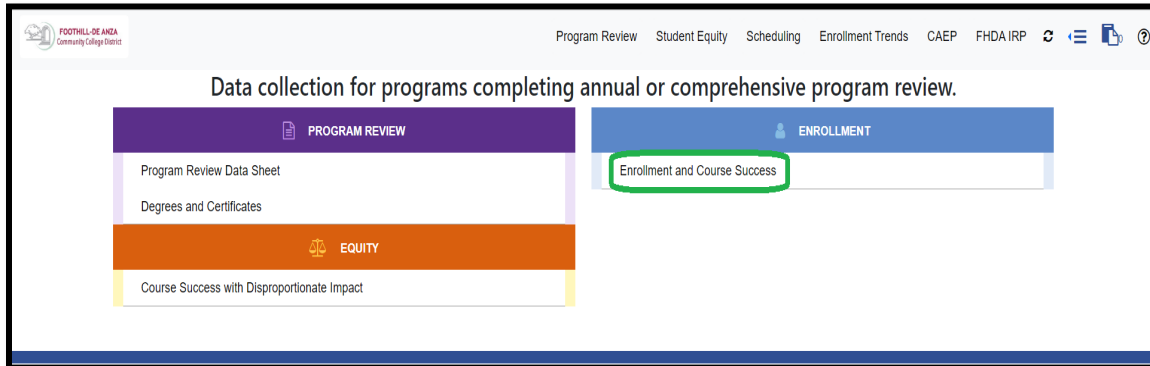 FOOTHILL-DE ANZA
Community College District
Program Review Student Equity Scheduling Enrollment Trends CAEP FHDA IRP
Data collection for programs completing annual or comprehensive program review.
PROGRAM REVIEW
Program Review Data Sheet
Degrees and Certificates
EQUITY
Course Success with Disproportionate Impact
ENROLLMENT
Enrollment and Course Success